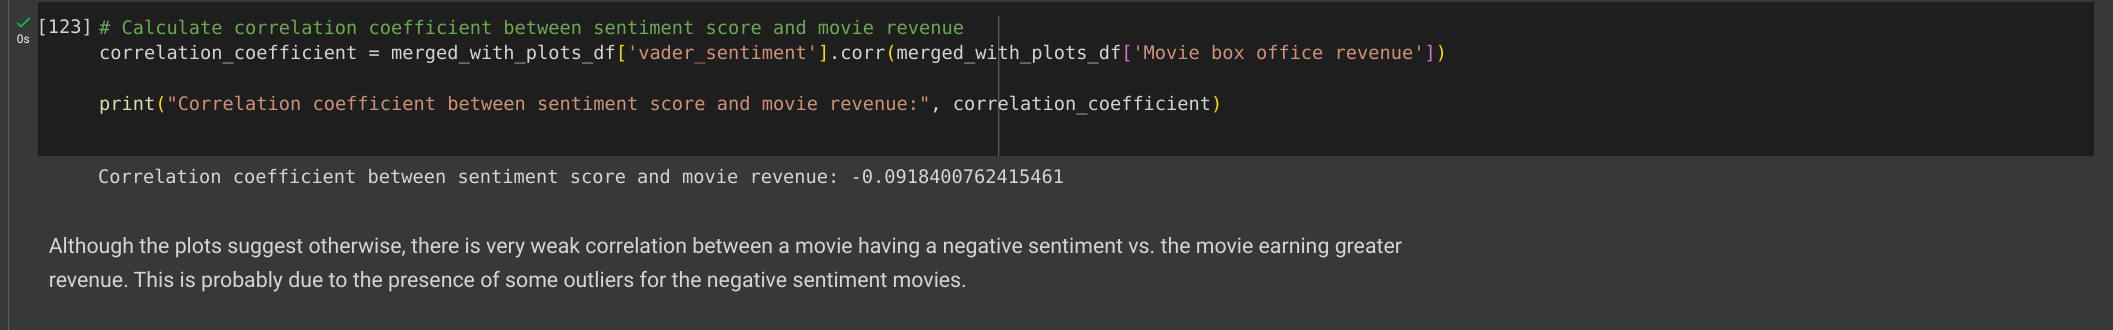 [123] # Calculate correlation coefficient between sentiment score and movie revenue
0s
correlation_coefficient = merged_with_plots_df['vader_sentiment'].corr(merged_with_plots_df['Movie box office revenue'])
print("Correlation coefficient between sentiment score and movie revenue:", correlation_coefficient)
Correlation coefficient between sentiment score and movie revenue: -0.0918400762415461
Although the plots suggest otherwise, there is very weak correlation between a movie having a negative sentiment vs. the movie earning greater
revenue. This is probably due to the presence of some outliers for the negative sentiment movies.